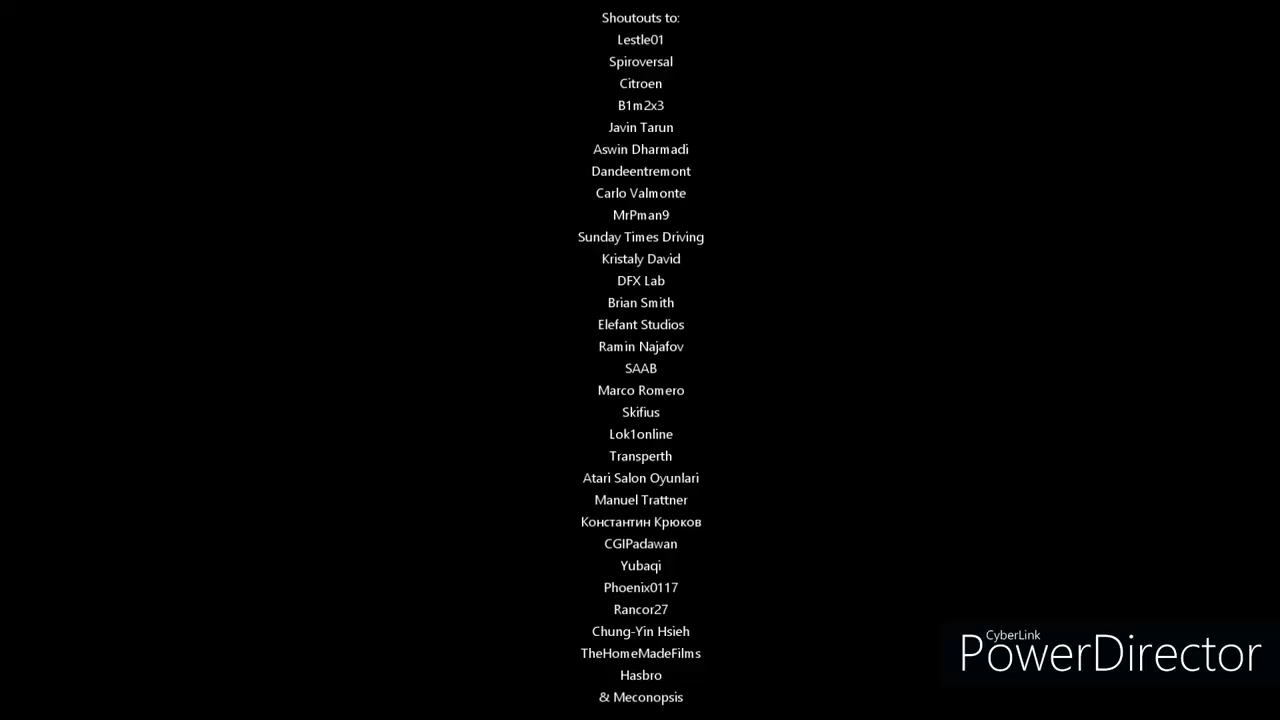 Shoutouts to:
Lestle01
Spiroversal
Citroen
B1m2x3
Javin Tarun
Aswin Dharmadi
Dandeentremont
Carlo Valmonte
MrPman9
Sunday Times Driving
Kristaly David
DFX Lab
Brian Smith
Elefant Studios
Ramin Najafov
SAAB
Marco Romero
Skifius
Lok1online
Transperth
Atari Salon Oyunlari
Manuel Trattner
Константин Крюков
CGIPadawan
Yubaqi
Phoenix0117
Rancor27
Chung-Yin Hsieh
TheHomeMadeFilms
Hasbro
& Meconopsis
CyberLink
PowerDirector